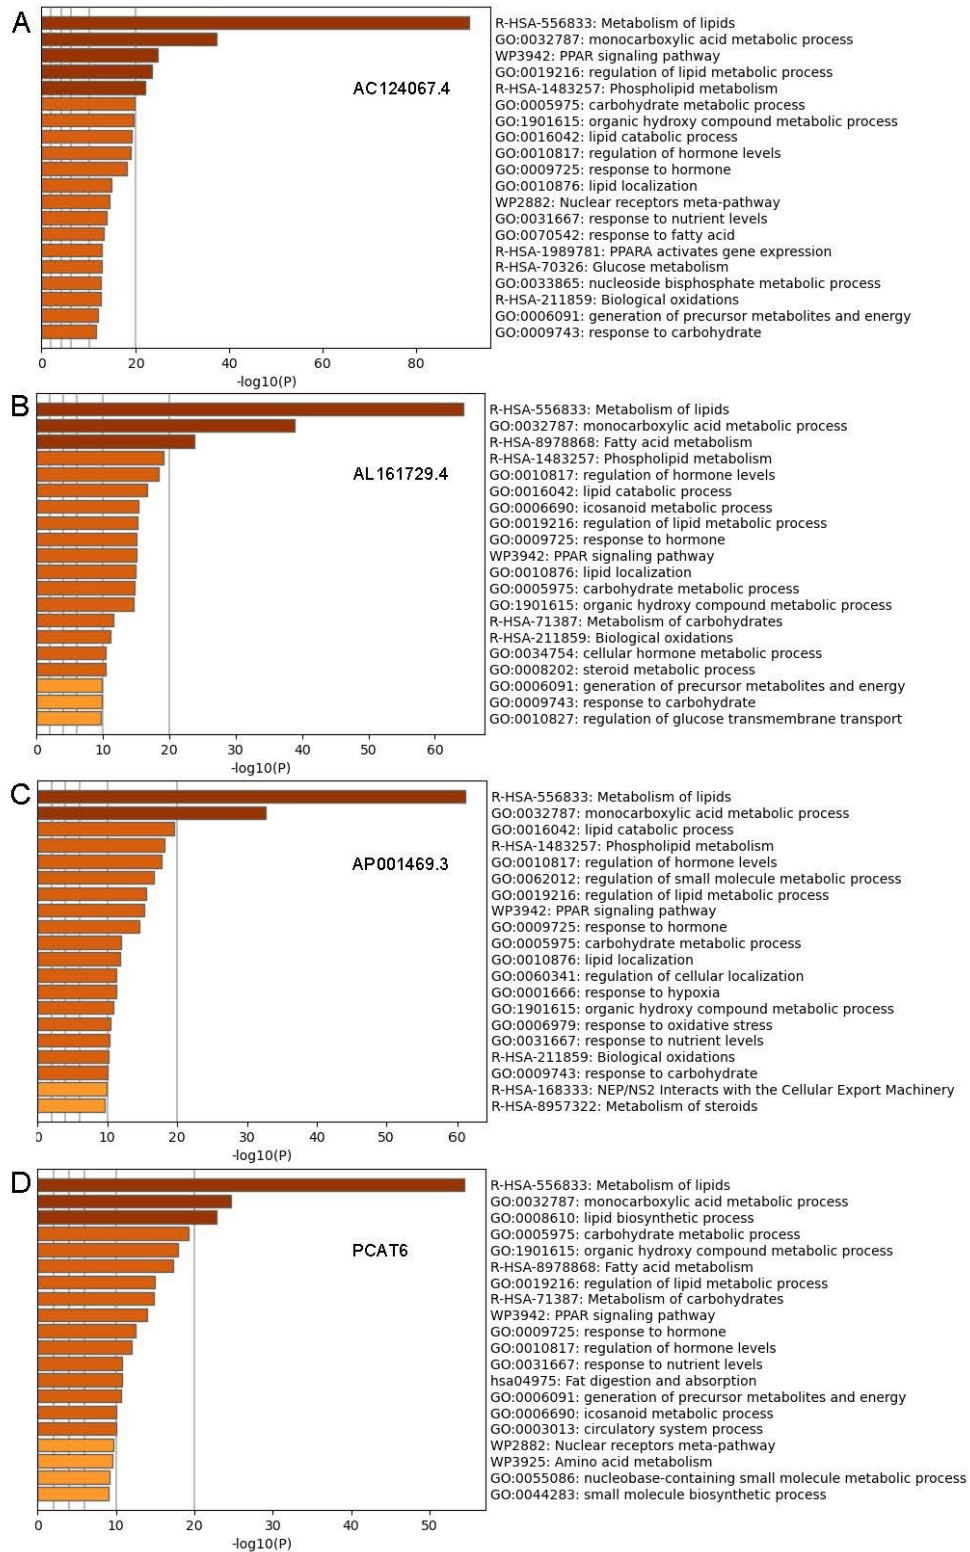 A
R-HSA-556833: Metabolism of lipids
GO:0032787: monocarboxylic acid metabolic process
WP3942: PPAR signaling pathway
GO:0019216: regulation of lipid metabolic process
R-HSA-1483257: Phospholipid metabolism
AC124067.4
GO:0005975: carbohydrate metabolic process
GO:1901615: organic hydroxy compound metabolic process
GO:0016042: lipid catabolic process
GO:0010817: regulation of hormone levels
GO:0009725: response to hormone
GO:0010876: lipid localization
WP2882: Nuclear receptors meta-pathway
GO:0031667: response to nutrient levels
GO:0070542: response to fatty acid
R-HSA-1989781: PPARA activates gene expression
R-HSA-70326: Glucose metabolism
GO:0033865: nucleoside bisphosphate metabolic process
R-HSA-211859: Biological oxidations
GO:0006091: generation of precursor metabolites and energy
GO:0009743: response to carbohydrate
0 20 40 60 80
-log10(P)
B
R-HSA-556833: Metabolism of lipids
GO:0032787: monocarboxylic acid metabolic process
R-HSA-8978868: Fatty acid metabolism
R-HSA-1483257: Phospholipid metabolism
AL161729.4
GO:0010817: regulation of hormone levels
GO:0016042: lipid catabolic process
GO:0006690: icosanoid metabolic process
GO:0019216: regulation of lipid metabolic process
GO:0009725: response to hormone
WP3942: PPAR signaling pathway
GO:0010876: lipid localization
GO:0005975: carbohydrate metabolic process
GO:1901615: organic hydroxy compound metabolic process
R-HSA-71387: Metabolism of carbohydrates
R-HSA-211859: Biological oxidations
GO:0034754: cellular hormone metabolic process
GO:0008202: steroid metabolic process
GO:0006091: generation of precursor metabolites and energy
GO:0009743: response to carbohydrate
GO:0010827: regulation of glucose transmembrane transport
0 10 20 30 40 50 60
-log10(P)
C
R-HSA-556833: Metabolism of lipids
GO:0032787: monocarboxylic acid metabolic process
GO:0016042: lipid catabolic process
R-HSA-1483257: Phospholipid metabolism
AP001469.3
GO:0010817: regulation of hormone levels
GO:0062012: regulation of small molecule metabolic process
GO:0019216: regulation of lipid metabolic process
WP3942: PPAR signaling pathway
GO:0009725: response to hormone
GO:0005975: carbohydrate metabolic process
GO:0010876: lipid localization
GO:0060341: regulation of cellular localization
GO:0001666: response to hypoxia
GO:1901615: organic hydroxy compound metabolic process
GO:0006979: response to oxidative stress
GO:0031667: response to nutrient levels
R-HSA-211859: Biological oxidations
GO:0009743: response to carbohydrate
R-HSA-168333: NEP/NS2 Interacts with the Cellular Export Machinery
R-HSA-8957322: Metabolism of steroids
0 10 20 30 40 50 60
-log10(P)
D
R-HSA-556833: Metabolism of lipids
GO:0032787: monocarboxylic acid metabolic process
GO:0008610: lipid biosynthetic process
GO:0005975: carbohydrate metabolic process
PCAT6
GO:1901615: organic hydroxy compound metabolic process
R-HSA-8978868: Fatty acid metabolism
GO:0019216: regulation of lipid metabolic process
R-HSA-71387: Metabolism of carbohydrates
WP3942: PPAR signaling pathway
GO:0009725: response to hormone
GO:0010817: regulation of hormone levels
GO:0031667: response to nutrient levels
hsa04975: Fat digestion and absorption
GO:0006091: generation of precursor metabolites and energy
GO:0006690: icosanoid metabolic process
GO:0003013: circulatory system process
WP2882: Nuclear receptors meta-pathway
WP3925: Amino acid metabolism
GO:0055086: nucleobase-containing small molecule metabolic process
GO:0044283: small molecule biosynthetic process
0 10 20 30 40 50
-log10(P)